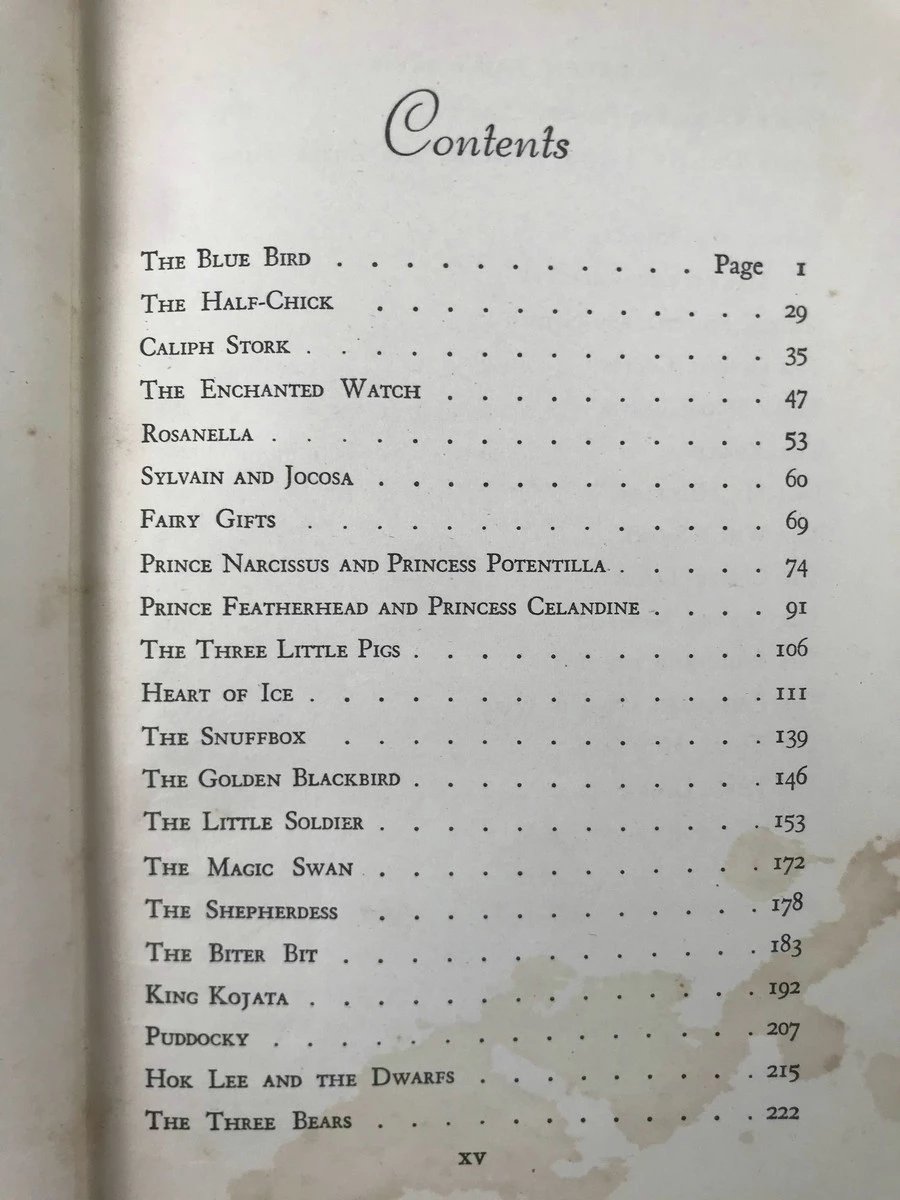 Contents
The Blue Bird . . . . . . . . . . . Page 1
The Half-Chick . . . . . . . . . . . . 29
Caliph Stork . . . . . . . . . . . . . . 35
The Enchanted Watch . . . . . . . . . . 47
Rosanella . . . . . . . . . . . . . . . 53
Sylvain and Jocosa . . . . . . . . . . . . 60
Fairy Gifts . . . . . . . . . . . . . . 69
Prince Narcissus and Princess Potentilla . . . . . 74
Prince Featherhead and Princess Celandine . . . . 91
The Three Little Pigs . . . . . . . . . . . 106
Heart of Ice . . . . . . . . . . . . . . 111
The Snuffbox . . . . . . . . . . . . . 139
The Golden Blackbird . . . . . . . . . . . 146
The Little Soldier . . . . . . . . . . . . 153
The Magic Swan . . . . . . . . . . . . 172
The Shepherdess . . . . . . . . . . . . 178
The Biter Bit . . . . . . . . . . . . . 183
King Kojata . . . . . . . . . . . . . . 192
Puddocky . . . . . . . . . . . . . . . 207
Hok Lee and the Dwarfs . . . . . . . . . 215
The Three Bears . . . . . . . . . . . . 222
xv